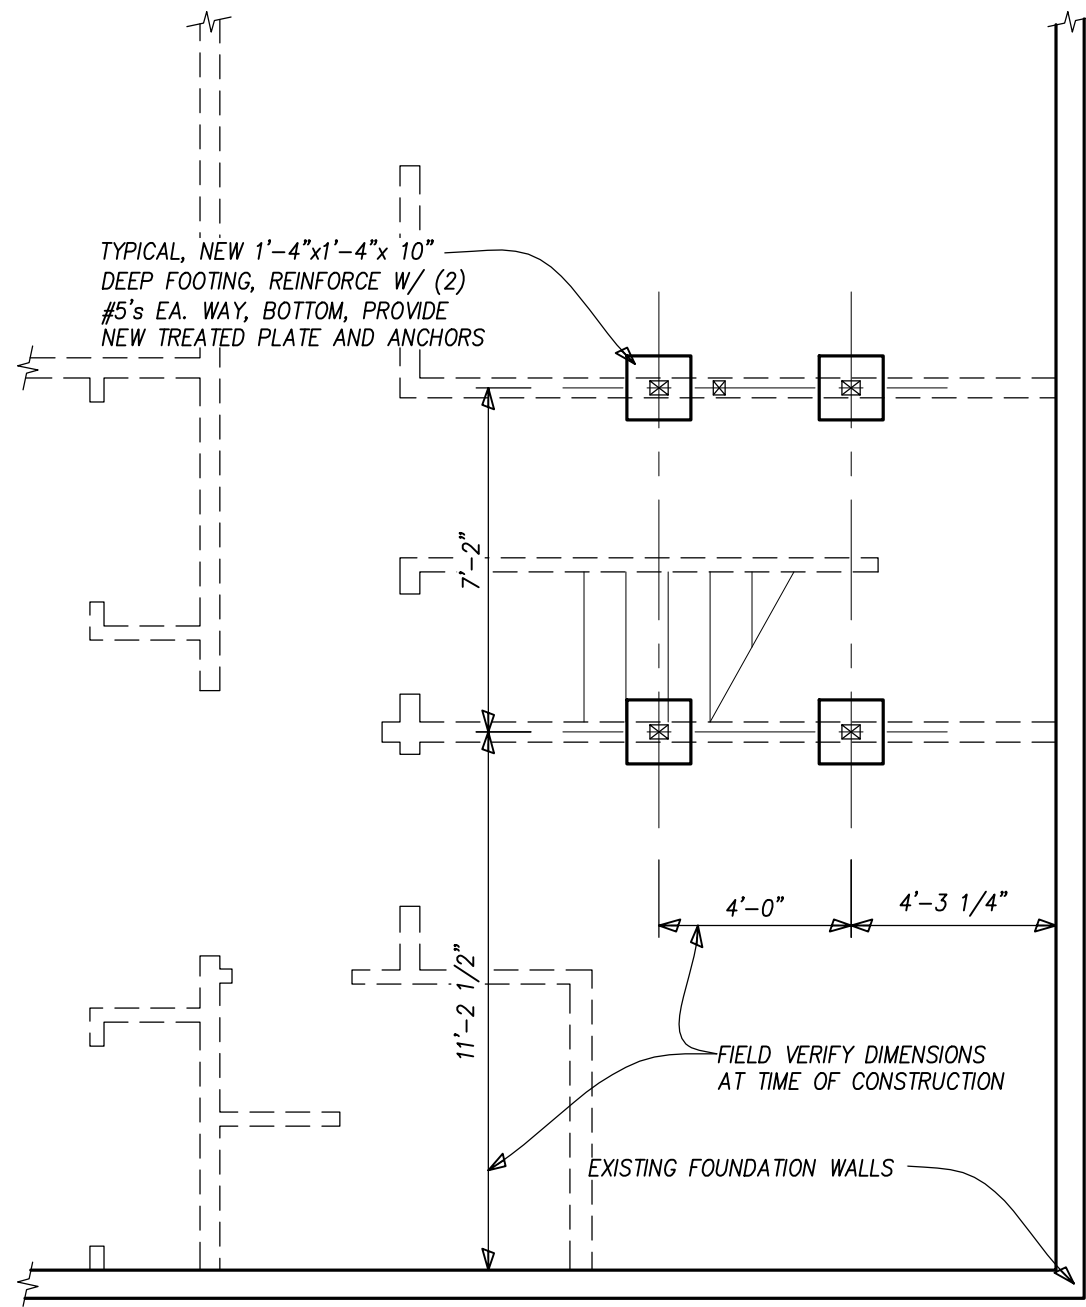 TYPICAL, NEW 1'-4"x1'-4"x 10"
DEEP FOOTING, REINFORCE W/ (2)
#5's EA. WAY, BOTTOM, PROVIDE
NEW TREATED PLATE AND ANCHORS
7'-2"
4'-0"
4'-3 1/4"
11'-2 1/2"
FIELD VERIFY DIMENSIONS
AT TIME OF CONSTRUCTION
EXISTING FOUNDATION WALLS